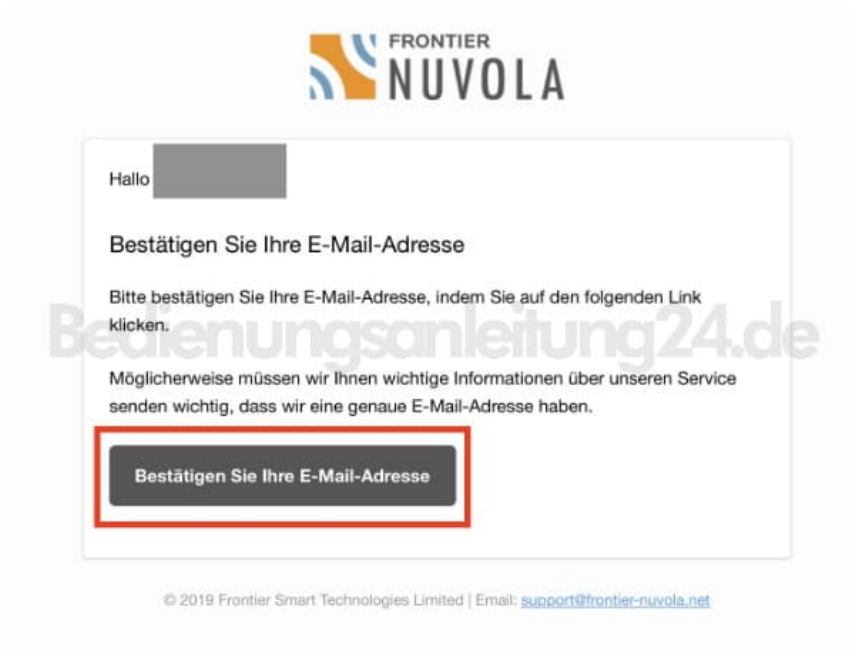 FRONTIER
NUVOLA
Hallo
Bestätigen Sie Ihre E-Mail-Adresse
Bitte bestätigen Sie Ihre E-Mail-Adresse, indem Sie auf den folgenden Link
klicken.
Bedienungsanleitung24.de
Möglicherweise müssen wir Ihnen wichtige Informationen über unseren Service
senden wichtig, dass wir eine genaue E-Mail-Adresse haben.
Bestätigen Sie Ihre E-Mail-Adresse
© 2019 Frontier Smart Technologies Limited | Email: support@frontier-nuvola.net